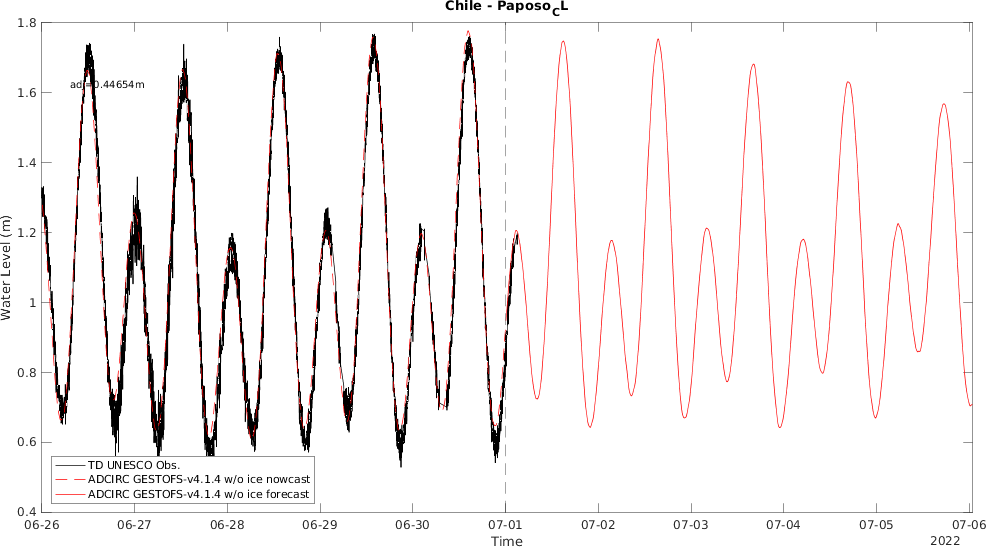 Chile - Paposo_CL
1.8
1.6
1.4
1.2
1
0.8
0.6
0.4
Water Level (m)
adj=0.44654m
TD UNESCO Obs.
ADCIRC GESTOFS-v4.1.4 w/o ice nowcast
ADCIRC GESTOFS-v4.1.4 w/o ice forecast
06-26 06-27 06-28 06-29 06-30 07-01 07-02 07-03 07-04 07-05 07-06
Time
2022